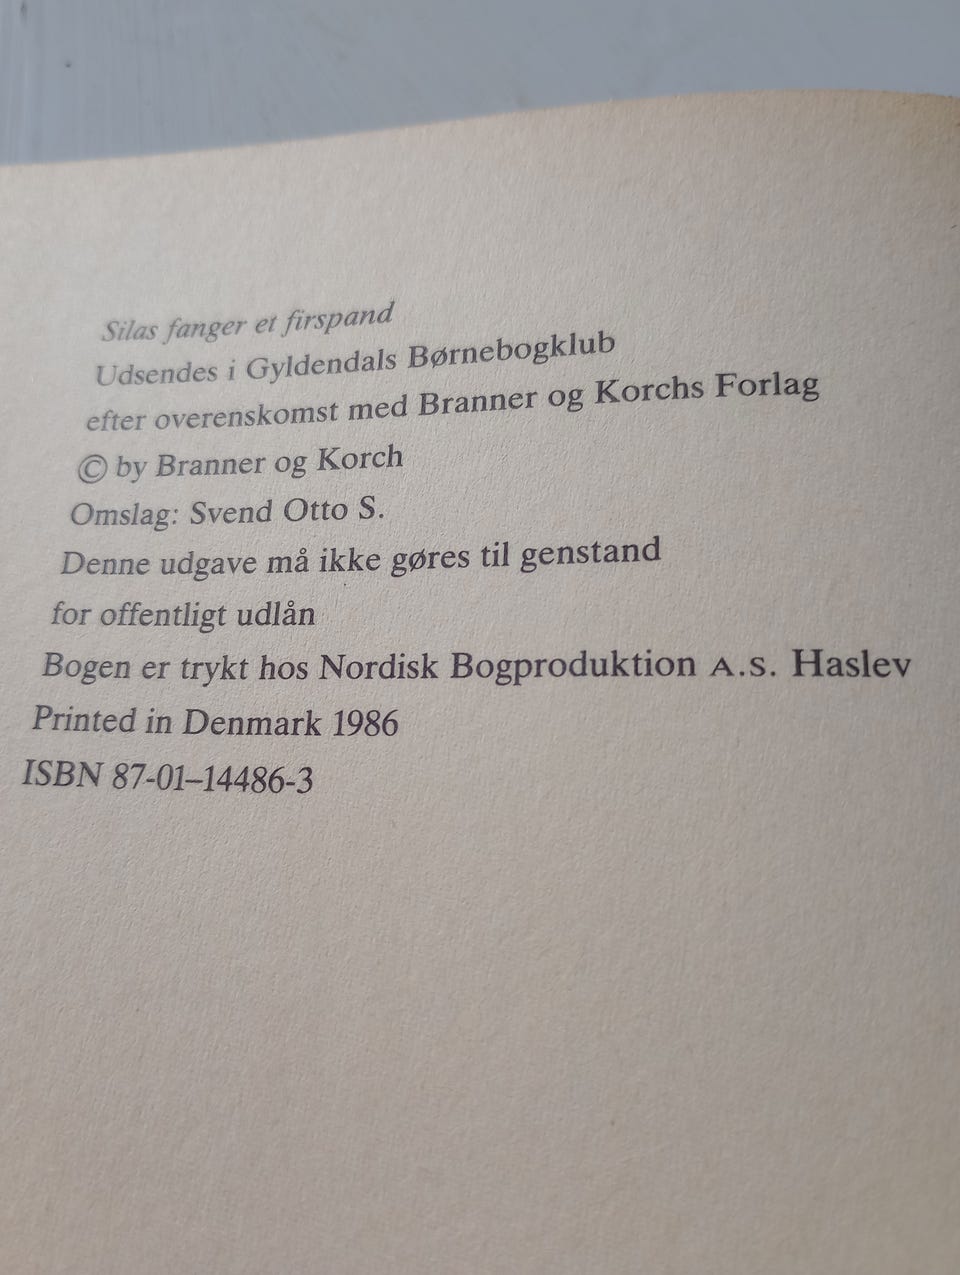 Silas fanger et firspand
Udsendes i Gyldendals Børnebogklub
efter overenskomst med Branner og Korchs Forlag
© by Branner og Korch
Omslag: Svend Otto S.
Denne udgave må ikke gøres til genstand
for offentligt udlån
Bogen er trykt hos Nordisk Bogproduktion A.S. Haslev
Printed in Denmark 1986
ISBN 87-01–14486-3